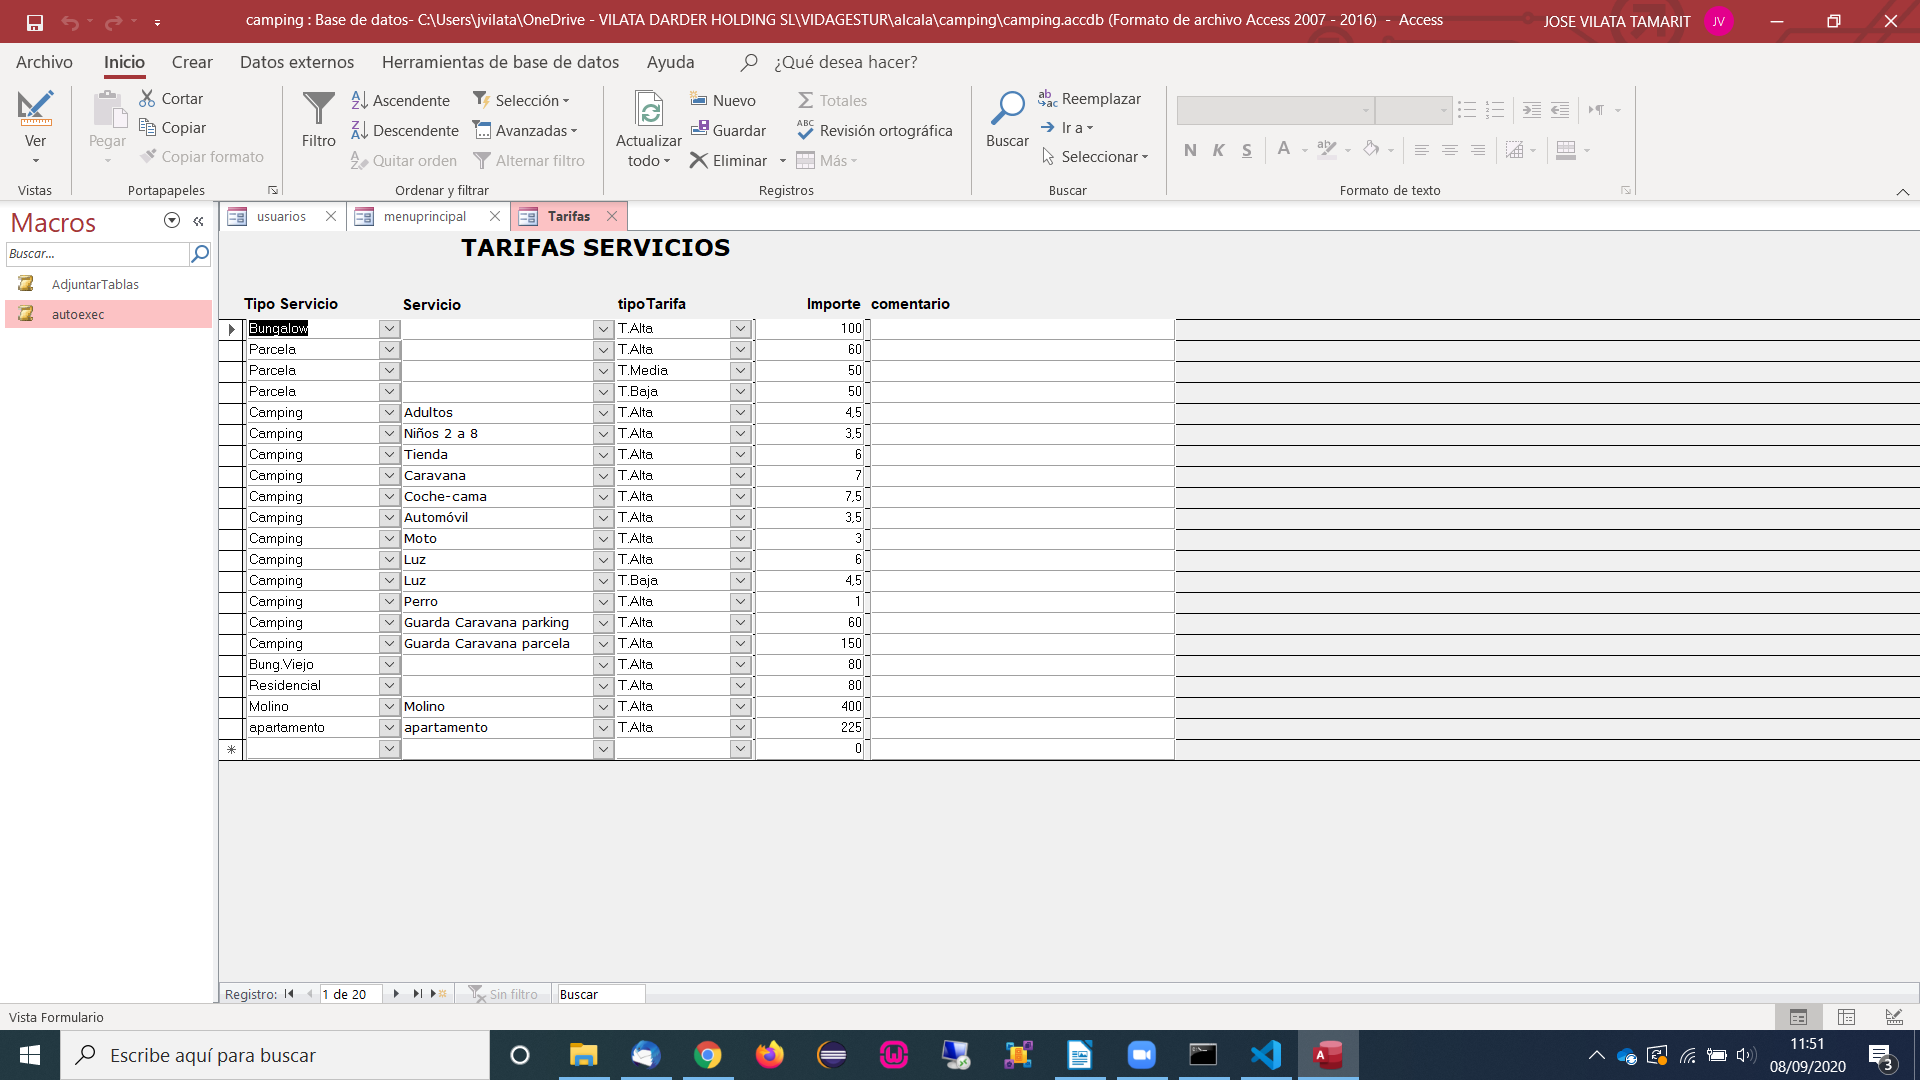 camping : Base de datos- C:\Users\jvilata\OneDrive - VILATA DARDER HOLDING SL\VIDAGESTUR\alcala\camping\camping.accdb (Formato de archivo Access 2007 - 2016) - Access JOSE VILATA TAMARIT JV
Archivo Inicio Crear Datos externos Herramientas de base de datos Ayuda ¿Qué desea hacer?
Ver
Vistas
Pegar
Cortar
Copiar
Copiar formato
Portapapeles
Filtro
Ascendente
Descendente
Quitar orden
Selección
Avanzadas
Alternar filtro
Ordenar y filtrar
Actualizar
todo
Nuevo
Guardar
Eliminar
Totales
Revisión ortográfica
Más
Registros
Buscar
Reemplazar
Ir a
Seleccionar
Buscar
N K S A
Formato de texto
Macros
Buscar...
AdjuntarTablas
autoexec
usuarios menuprincipal Tarifas
TARIFAS SERVICIOS
Tipo Servicio Servicio tipoTarifa Importe comentario
Bungalow T.Alta 100
Parcela T.Alta 60
Parcela T.Media 50
Parcela T.Baja 50
Camping Adultos T.Alta 4,5
Camping Niños 2 a 8 T.Alta 3,5
Camping Tienda T.Alta 6
Camping Caravana T.Alta 7
Camping Coche-cama T.Alta 7,5
Camping Automóvil T.Alta 3,5
Camping Moto T.Alta 3
Camping Luz T.Alta 6
Camping Luz T.Baja 4,5
Camping Perro T.Alta 1
Camping Guarda Caravana parking T.Alta 60
Camping Guarda Caravana parcela T.Alta 150
Bung.Viejo T.Alta 80
Residencial T.Alta 80
Molino Molino T.Alta 400
apartamento apartamento T.Alta 225
0
Registro: 1 de 20 Sin filtro Buscar
Vista Formulario
Escribe aquí para buscar
11:51
08/09/2020
3